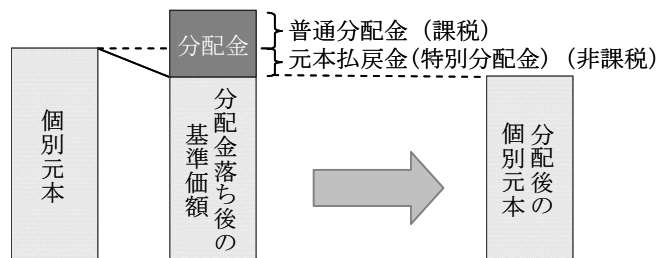 分配金
普通分配金（課税）
元本払戻金(特別分配金)（非課税）
個別元本
分配金落ち後の
基準価額
分配後の
個別元本